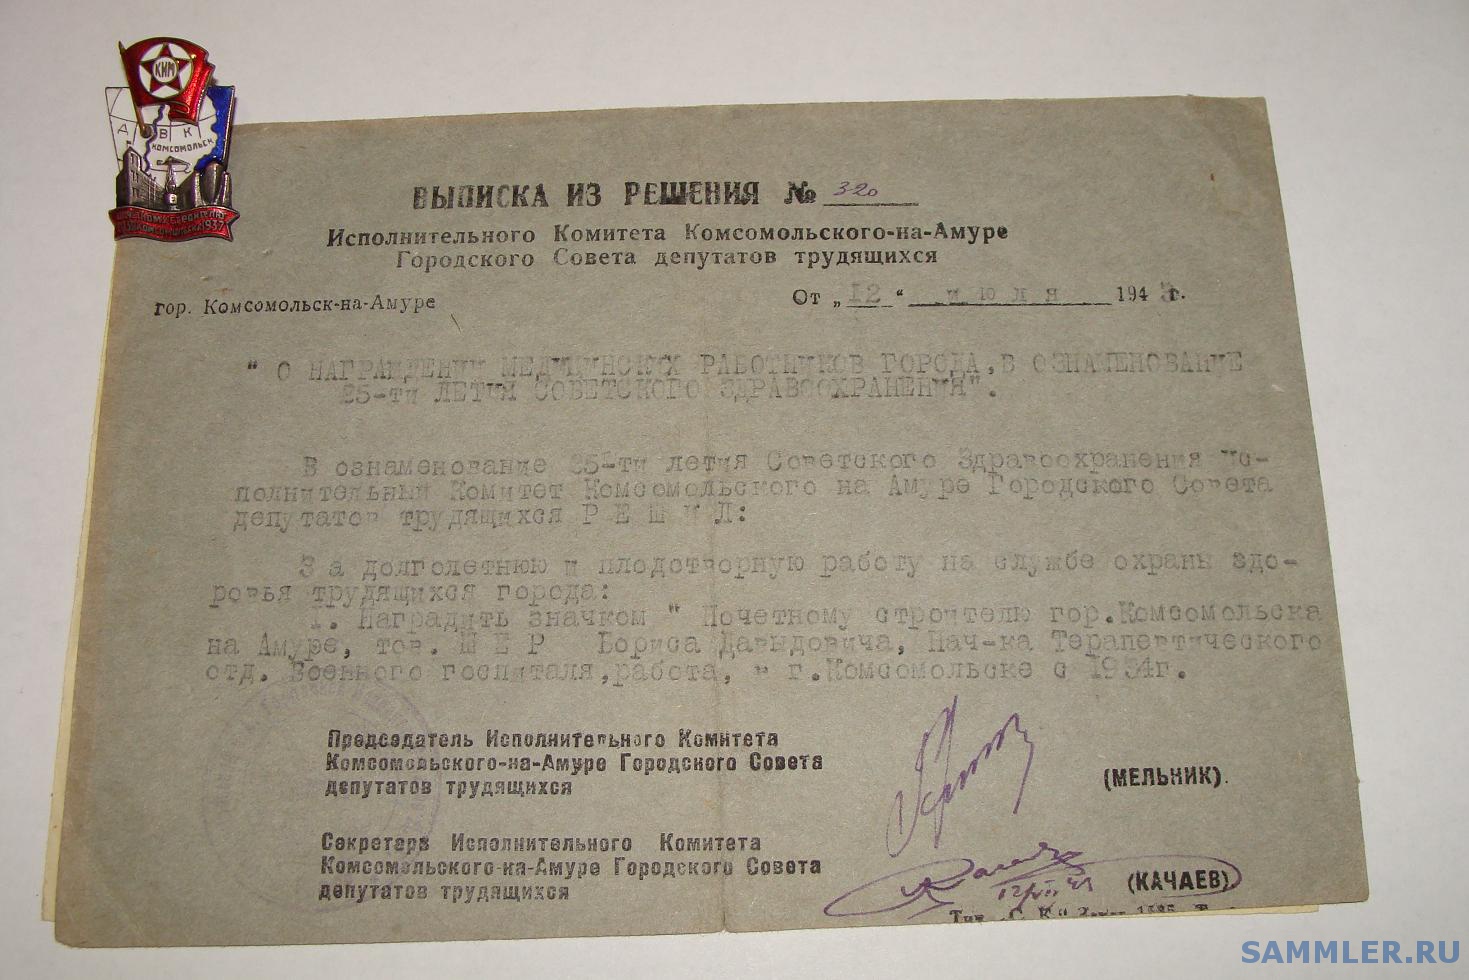 КИМ
А В К
КОМСОМОЛЬСК
1937
ВЫПИСКА ИЗ РЕШЕНИЯ № 320
Исполнительного Комитета Комсомольского-на-Амуре
Городского Совета депутатов трудящихся
гор. Комсомольск-на-Амуре
От „12“ июля 1943 г.
" О НАГРАЖДЕНИИ МЕДИЦИНСКИХ РАБОТНИКОВ ГОРОДА, В ОЗНАМЕНОВАНИЕ
25-ти ЛЕТИЯ СОВЕТСКОГО ЗДРАВООХРАНЕНИЯ".
В ознаменование 25-ти летия Советского Здравоохранения Ис-
полнительный Комитет Комсомольского на Амуре Городского Совета
депутатов трудящихся Р Е Ш И Л:
З а долголетнюю и плодотворную работу на службе охраны здо-
ровья трудящихся города:
I. Наградить значком " Почетному строителю гор.Комсомольска
на Амуре, тов. Ш Е Р Бориса Давыдовича, Нач-ка Терапевтического
отд. Военного госпиталя, работа, в г.Комсомольске с 1934г.
Председатель Исполнительного Комитета
Комсомольского-на-Амуре Городского Совета
депутатов трудящихся
(МЕЛЬНИК).
Секретарь Исполнительного Комитета
Комсомольского-на-Амуре Городского Совета
депутатов трудящихся
(КАЧАЕВ)
SAMMLER.RU